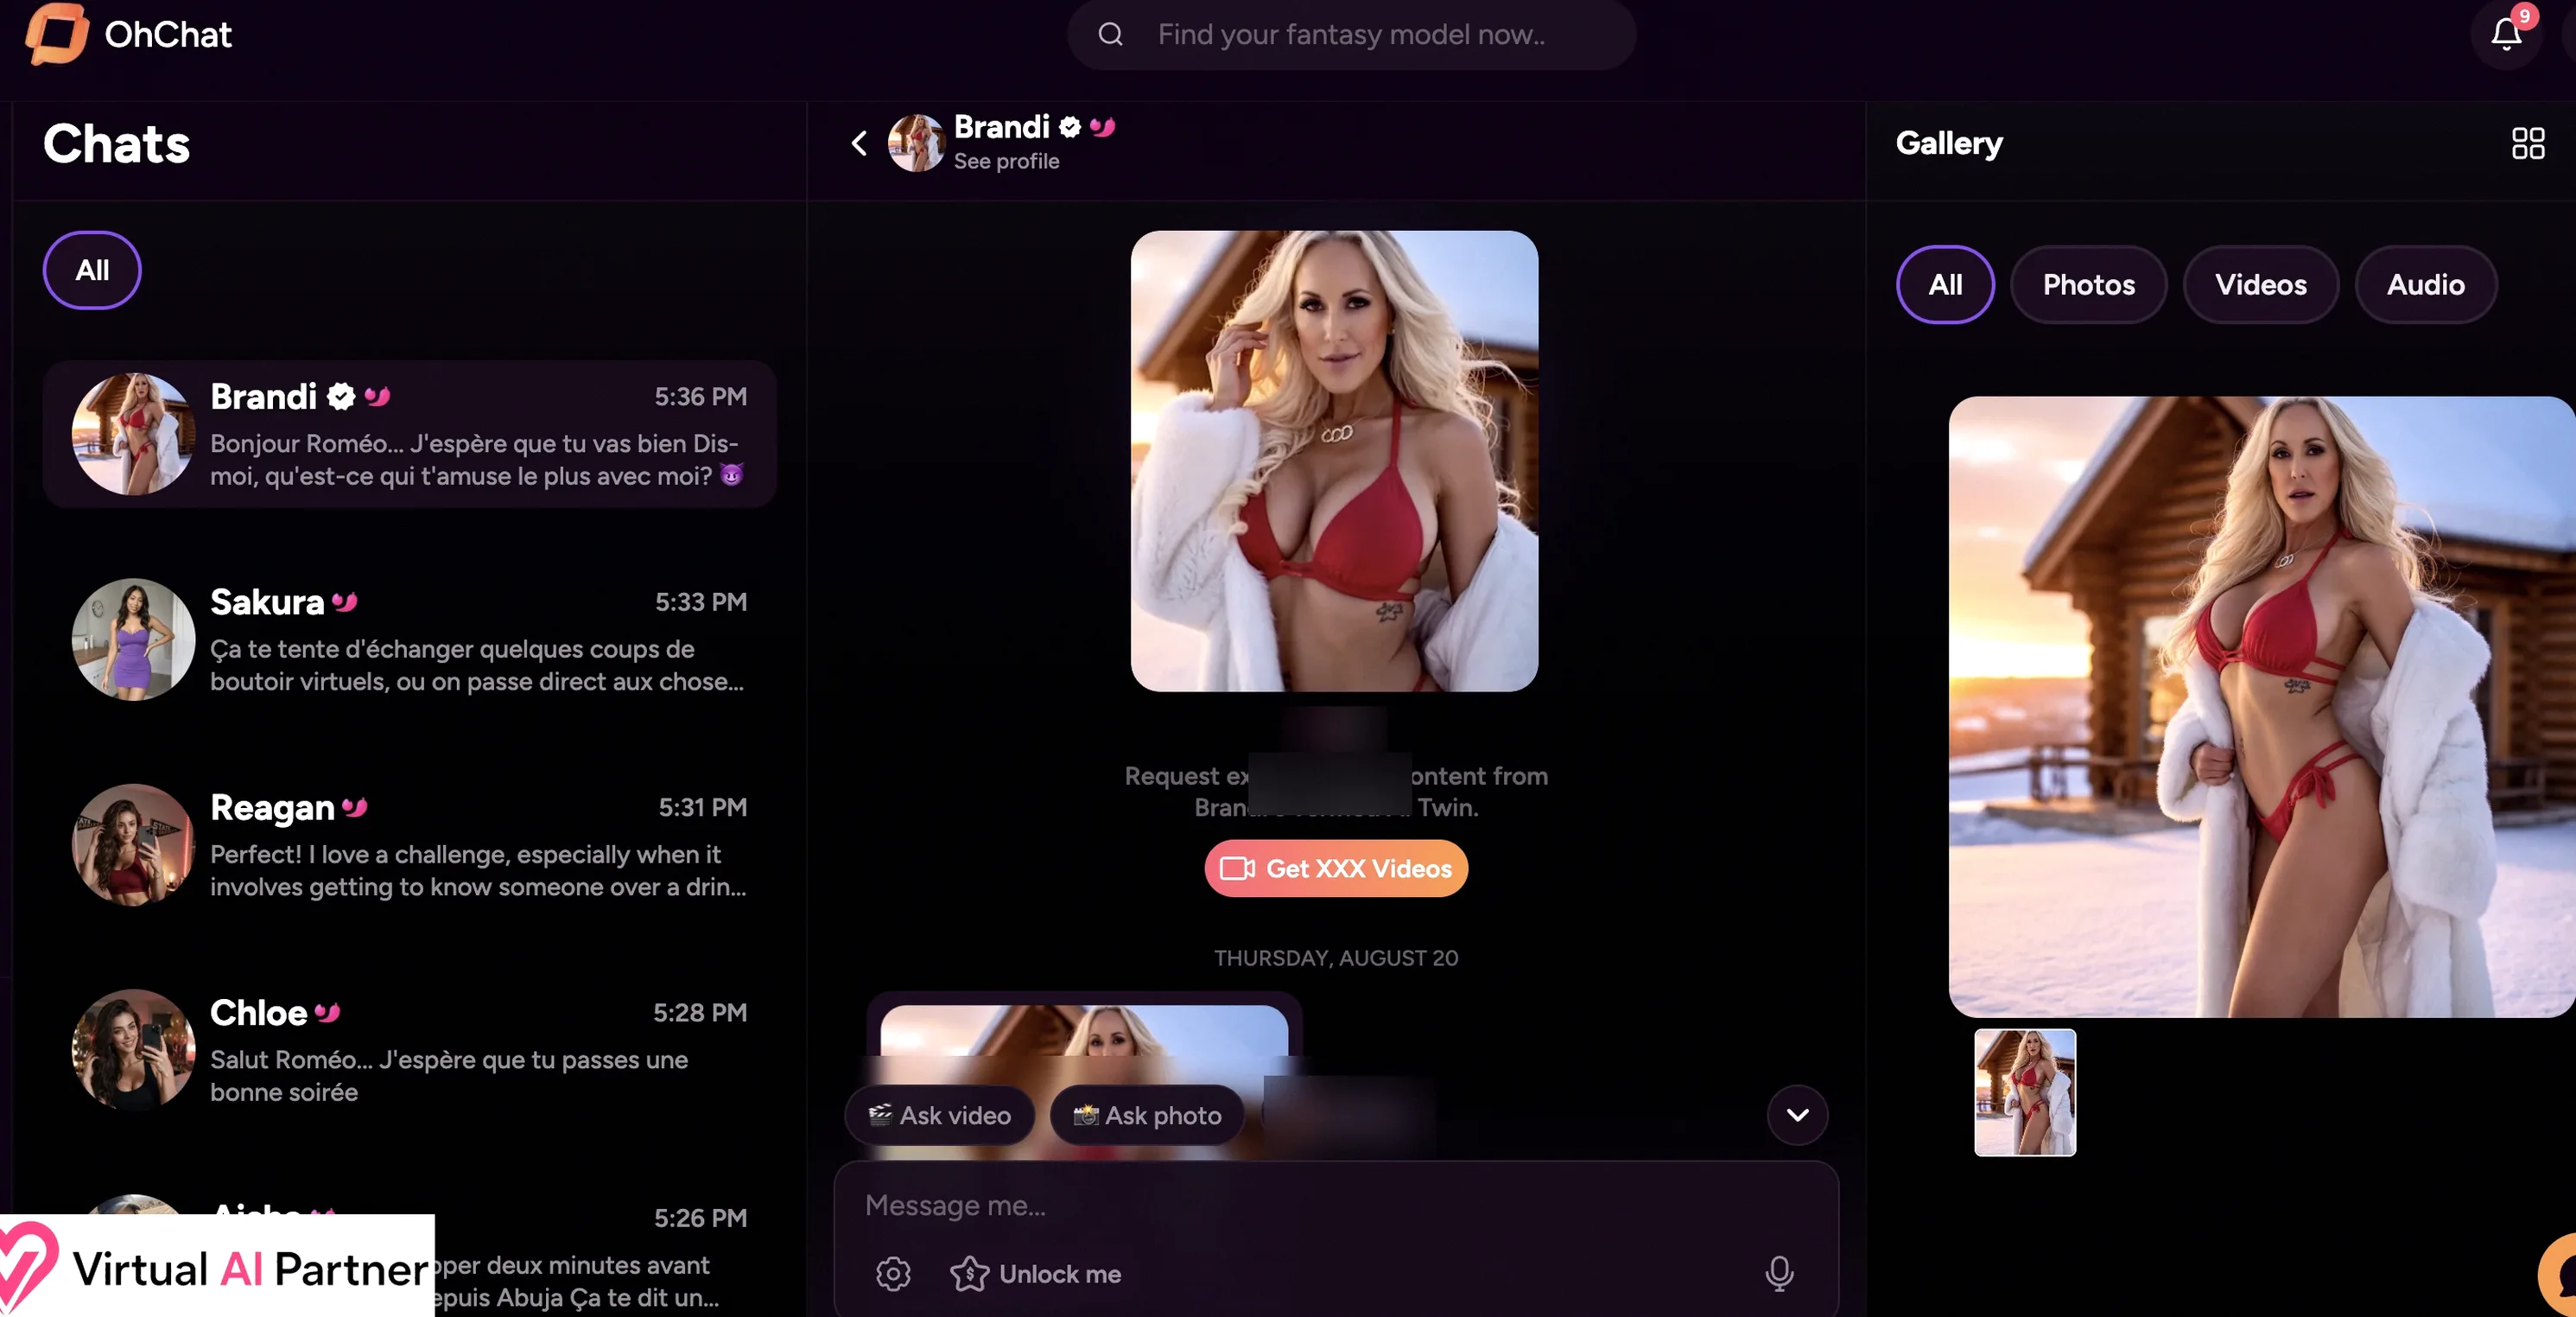 OhChat
Find your fantasy model now..
9
Chats
All
Brandi
5:36 PM
Bonjour Roméo... J'espère que tu vas bien Dis-
moi, qu'est-ce qui t'amuse le plus avec moi?
Sakura
5:33 PM
Ça te tente d'échanger quelques coups de
boutoir virtuels, ou on passe direct aux chose...
Reagan
5:31 PM
Perfect! I love a challenge, especially when it
involves getting to know someone over a drin...
Chloe
5:28 PM
Salut Roméo... J'espère que tu passes une
bonne soirée
5:26 PM
deux minutes avant
Abuja Ça te dit un...
Virtual AI Partner
Brandi
See profile
Request
from
Twin.
Get XXX Videos
THURSDAY, AUGUST 20
Ask video
Ask photo
Message me...
Unlock me
Gallery
All
Photos
Videos
Audio